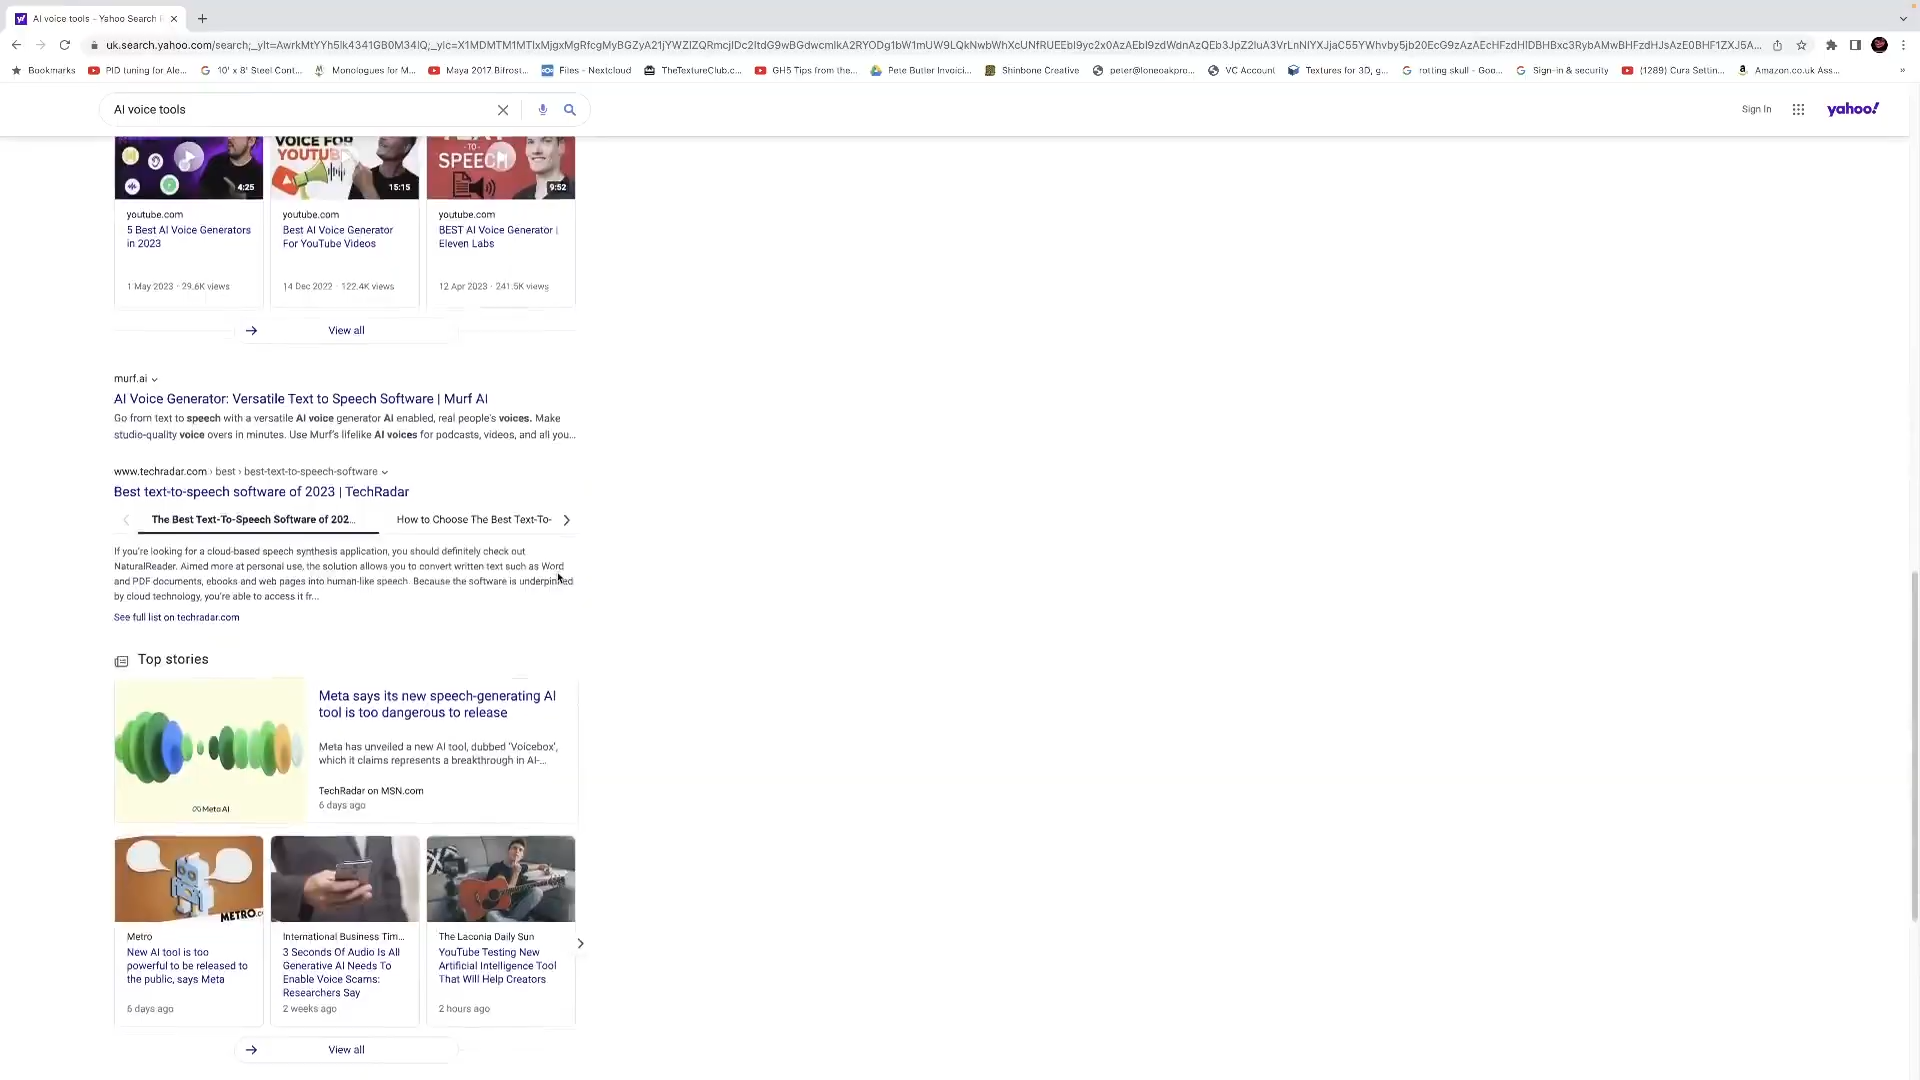 AI voice tools - Yahoo Search R
uk.search.yahoo.com/search;_ylt=AwrkMtYYh5lk4341GB0M34lQ;_ylc=X1MDMTM1MTIxMjgxMgRfcgMyBGZyA21jYWZlZQRmcjIDc2ItdG9wBGdwcmlkA2RYODg1bW1mUW9LQkNwbWhXcUNfRUEEbl9yc2x0AzAEbl9zdWdnAzQEb3JpZ2luA3VrLnNlYXJjaC55YWhvby5jb20EcG9zAzAEcHFzdHIDBHBxc3RybAMwBHFzdHJsAzE0BHF1ZXJ5A...
Bookmarks
PID tuning for Ale...
10' x 8' Steel Cont...
Monologues for M...
Maya 2017 Bifrost...
Files - Nextcloud
TheTextureClub.c...
GH5 Tips from the...
Pete Butler Invoici...
Shinbone Creative
peter@loneoakpro...
VC Account
Textures for 3D, g...
rotting skull - Goo...
Sign-in & security
(1289) Cura Settin...
Amazon.co.uk Ass...
»
AI voice tools
Sign In
yahoo!
4:25
VOICE FOR
YOUTUB
15:15
-TO-
SPEECH
9:52
youtube.com
5 Best AI Voice Generators
in 2023
1 May 2023 · 29.6K views
youtube.com
Best AI Voice Generator
For YouTube Videos
14 Dec 2022 · 122.4K views
youtube.com
BEST AI Voice Generator |
Eleven Labs
12 Apr 2023 · 241.5K views
View all
murf.ai
AI Voice Generator: Versatile Text to Speech Software | Murf AI
Go from text to speech with a versatile AI voice generator AI enabled, real people's voices. Make
studio-quality voice overs in minutes. Use Murf's lifelike AI voices for podcasts, videos, and all you...
www.techradar.com › best › best-text-to-speech-software
Best text-to-speech software of 2023 | TechRadar
The Best Text-To-Speech Software of 202...
How to Choose The Best Text-To-
If you're looking for a cloud-based speech synthesis application, you should definitely check out
NaturalReader. Aimed more at personal use, the solution allows you to convert written text such as Word
and PDF documents, ebooks and web pages into human-like speech. Because the software is underpinned
by cloud technology, you're able to access it fr...
See full list on techradar.com
Top stories
Meta AI
Meta says its new speech-generating AI
tool is too dangerous to release
Meta has unveiled a new AI tool, dubbed 'Voicebox',
which it claims represents a breakthrough in AI-...
TechRadar on MSN.com
6 days ago
METRO.c
Metro
New AI tool is too
powerful to be released to
the public, says Meta
6 days ago
International Business Tim...
3 Seconds Of Audio Is All
Generative AI Needs To
Enable Voice Scams:
Researchers Say
2 weeks ago
The Laconia Daily Sun
YouTube Testing New
Artificial Intelligence Tool
That Will Help Creators
2 hours ago
View all